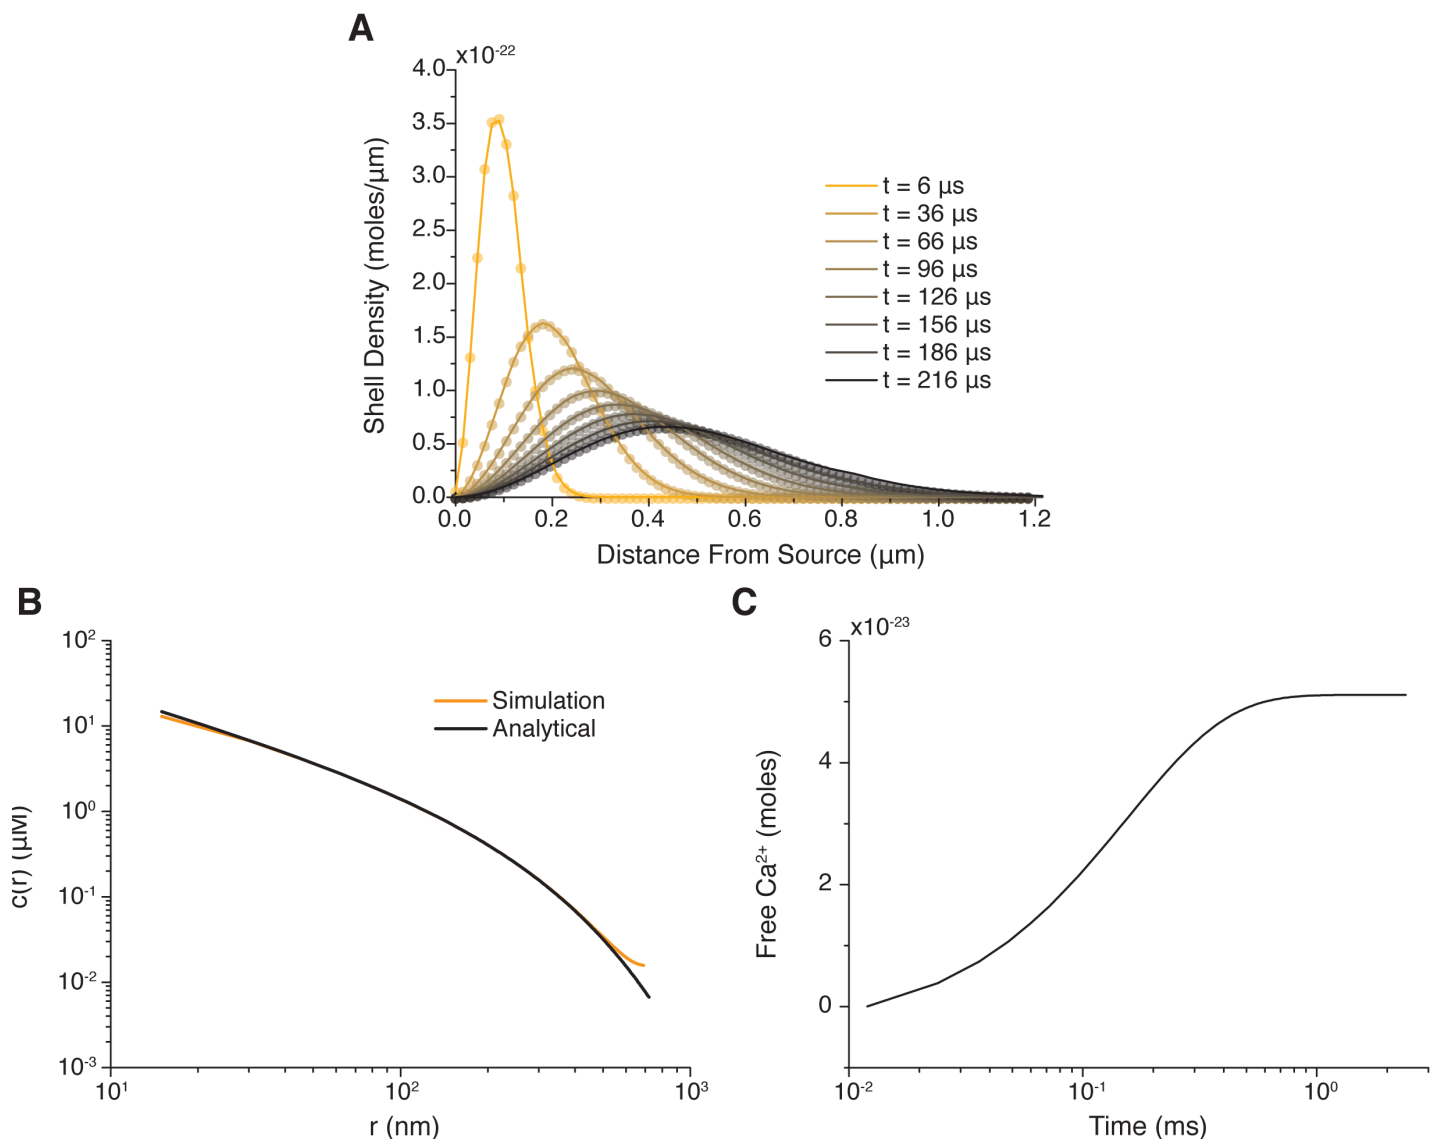 A
x10-22
4.0
3.5
3.0
2.5
2.0
1.5
1.0
0.5
0.0
Shell Density (moles/µm)
0.0 0.2 0.4 0.6 0.8 1.0 1.2
Distance From Source (µm)
t = 6 µs
t = 36 µs
t = 66 µs
t = 96 µs
t = 126 µs
t = 156 µs
t = 186 µs
t = 216 µs
B
10²
10¹
10⁰
10⁻¹
10⁻²
10⁻³
c(r) (µM)
Simulation
Analytical
10¹ 10² 10³
r (nm)
C
x10⁻²³
6
4
2
0
Free Ca²⁺ (moles)
10⁻² 10⁻¹ 10⁰
Time (ms)